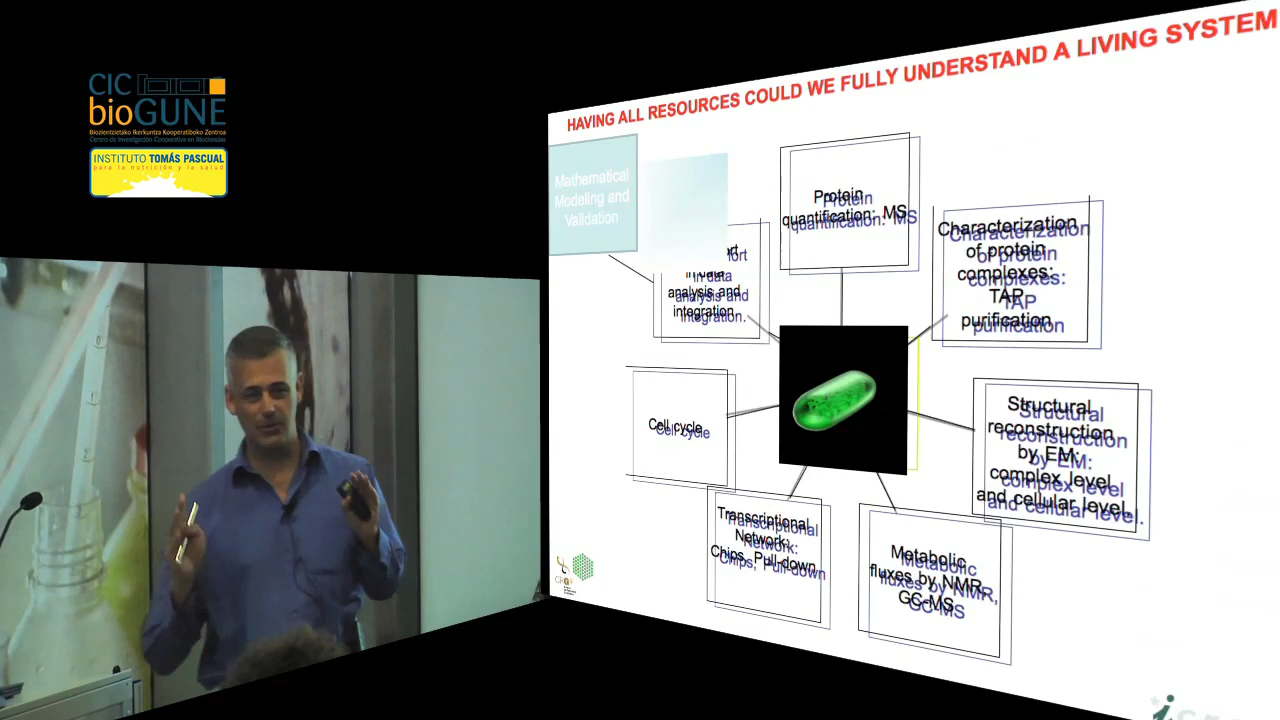 CIC
bioGUNE
Biozientzietako Ikerkuntza Kooperatiboko Zentroa
Centro de Investigación Cooperativa en Biociencias
INSTITUTO TOMÁS PASCUAL
para la nutrición y la salud
HAVING ALL RESOURCES COULD WE FULLY UNDERSTAND A LIVING SYSTEM
Mathematical
Modeling and
Validation
in data
analysis and
integration.
Protein
quantification: MS
Characterization
of protein
complexes:
TAP
purification
Cell cycle
Structural
reconstruction
by EM:
complex level
and cellular level.
Transcriptional
Network:
Chips, Pull-down
Metabolic
fluxes by NMR,
GC-MS
CRG